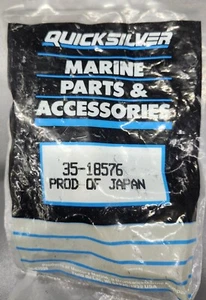 QUICKSILVER
MARINE
PARTS &
ACCESSORIES
35-18576
PROD OF JAPAN